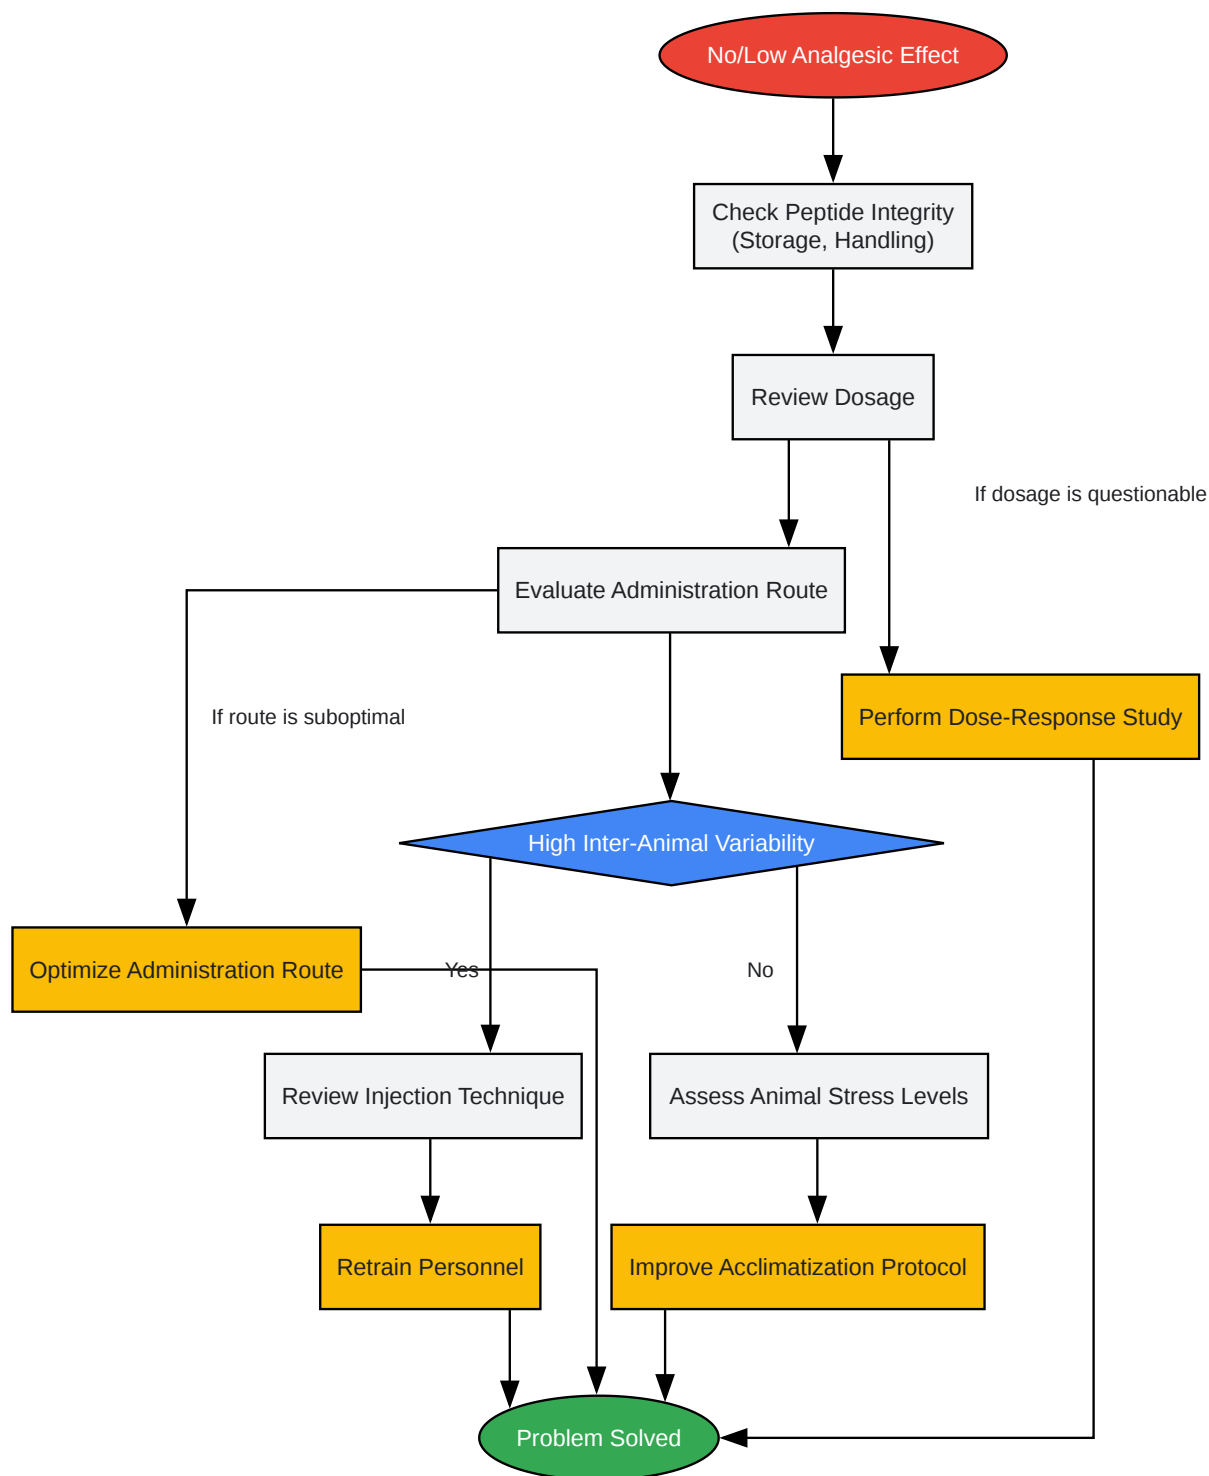 No/Low Analgesic Effect
Check Peptide Integrity
(Storage, Handling)
Review Dosage
If dosage is questionable
Evaluate Administration Route
If route is suboptimal
Perform Dose-Response Study
High Inter-Animal Variability
Optimize Administration Route
Yes
No
Review Injection Technique
Assess Animal Stress Levels
Retrain Personnel
Improve Acclimatization Protocol
Problem Solved